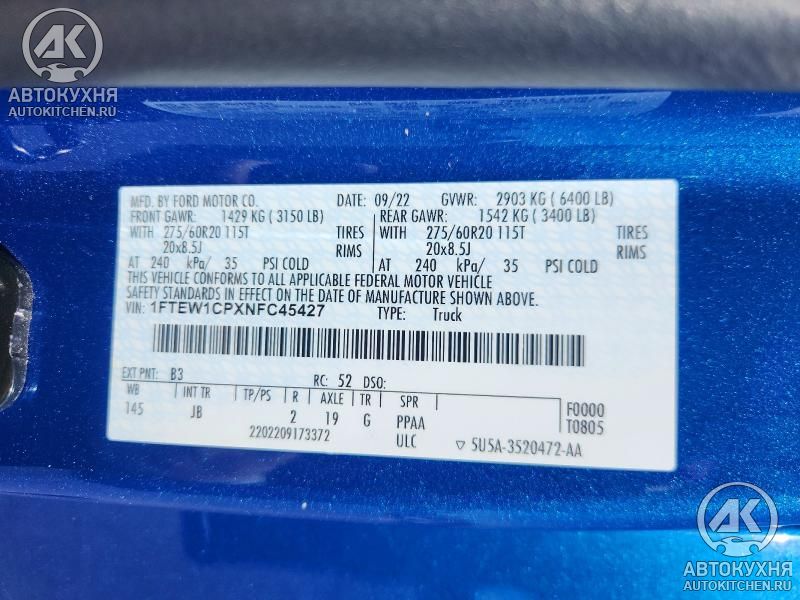 АК
АВТОКУХНЯ
AUTOKITCHEN.RU
MFD. BY FORD MOTOR CO. DATE: 09/22 GVWR: 2903 KG ( 6400 LB)
FRONT GAWR: 1429 KG ( 3150 LB) REAR GAWR: 1542 KG ( 3400 LB)
WITH 275/60R20 115T TIRES WITH 275/60R20 115T TIRES
20x8.5J RIMS 20x8.5J RIMS
AT 240 kPa/ 35 PSI COLD AT 240 kPa/ 35 PSI COLD
THIS VEHICLE CONFORMS TO ALL APPLICABLE FEDERAL MOTOR VEHICLE
SAFETY STANDARDS IN EFFECT ON THE DATE OF MANUFACTURE SHOWN ABOVE.
VIN: 1FTEW1CPXNFC45427 TYPE: Truck
EXT PNT: B3 RC: 52 DSO:
WB INT TR TP/PS R AXLE TR SPR F0000
145 JB 2 19 G PPAA T0805
2202209173372 ULC ▽ 5U5A-3520472-AA
АК
АВТОКУХНЯ
AUTOKITCHEN.RU